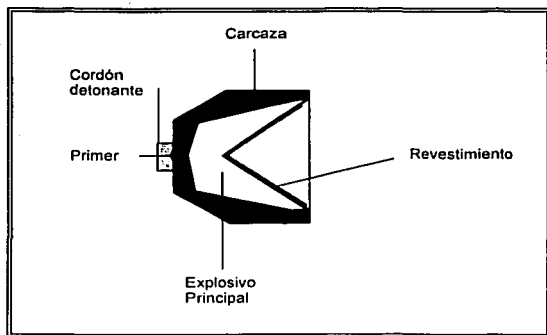 Carcaza
Cordón
detonante
Primer
Revestimiento
Explosivo
Principal